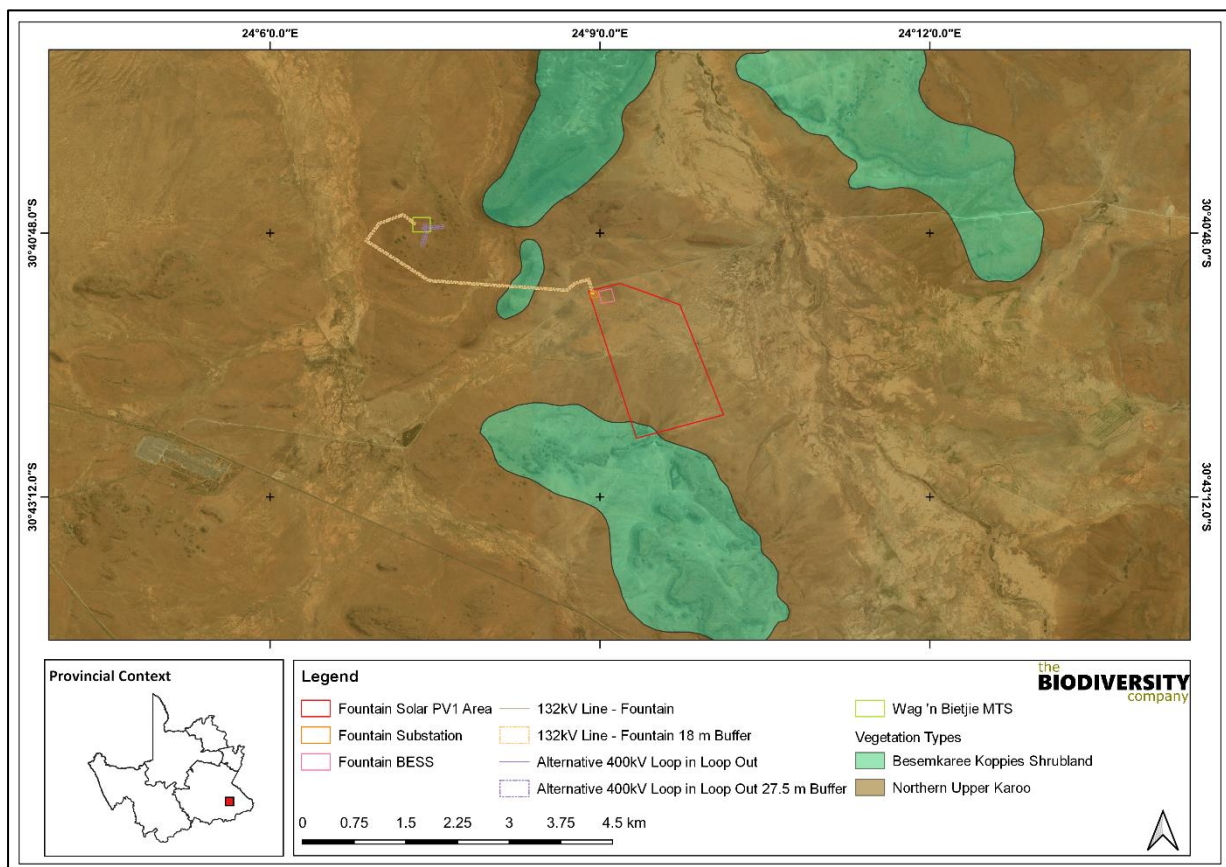 24°6'0.0"E 24°9'0.0"E 24°12'0.0"E
30°40'48.0"S 30°40'48.0"S
30°43'12.0"S 30°43'12.0"S
Provincial Context
Legend
Fountain Solar PV1 Area
Fountain Substation
Fountain BESS
132kV Line - Fountain
132kV Line - Fountain 18 m Buffer
Alternative 400kV Loop in Loop Out
Alternative 400kV Loop in Loop Out 27.5 m Buffer
Wag 'n Bietjie MTS
Vegetation Types
Besemkaree Koppies Shrubland
Northern Upper Karoo
0 0.75 1.5 2.25 3 3.75 4.5 km
the
BIODIVERSITY
company